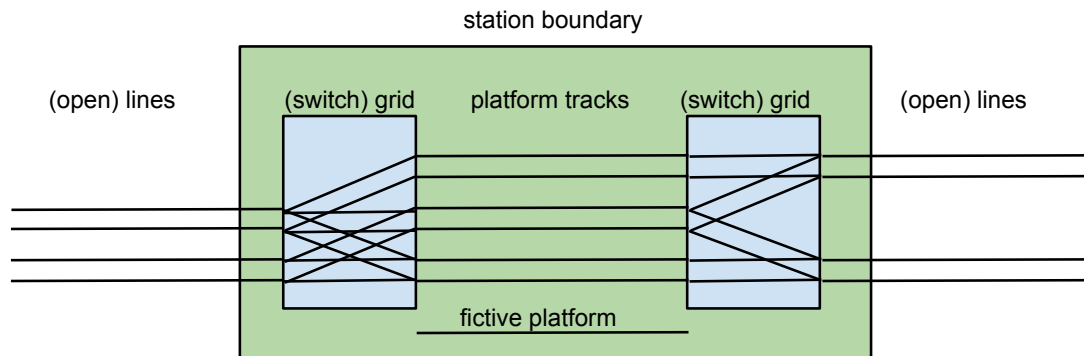 station boundary
(open) lines
(switch) grid
platform tracks
(switch) grid
(open) lines
fictive platform